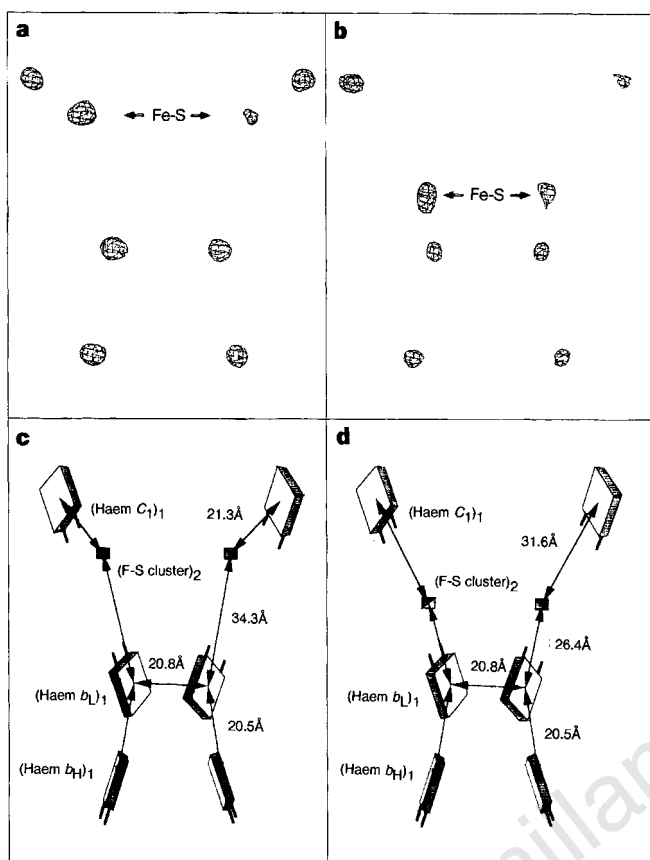 a
Fe-S
b
Fe-S
c
(Haem C₁)₁
21.3Å
(F-S cluster)₂
34.3Å
20.8Å
(Haem bL)₁
20.5Å
(Haem bH)₁
d
(Haem C₁)₁
31.6Å
(F-S cluster)₂
26.4Å
20.8Å
(Haem bL)₁
20.5Å
(Haem bH)₁